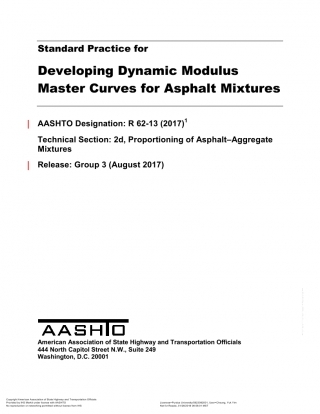 Standard Practice for
Developing Dynamic Modulus
Master Curves for Asphalt Mixtures
AASHTO Designation: R 62-13 (2017)1
Technical Section: 2d, Proportioning of Asphalt–Aggregate
Mixtures
Release: Group 3 (August 2017)
AASHTO
American Association of State Highway and Transportation Officials
444 North Capitol Street N.W., Suite 249
Washington, D.C. 20001